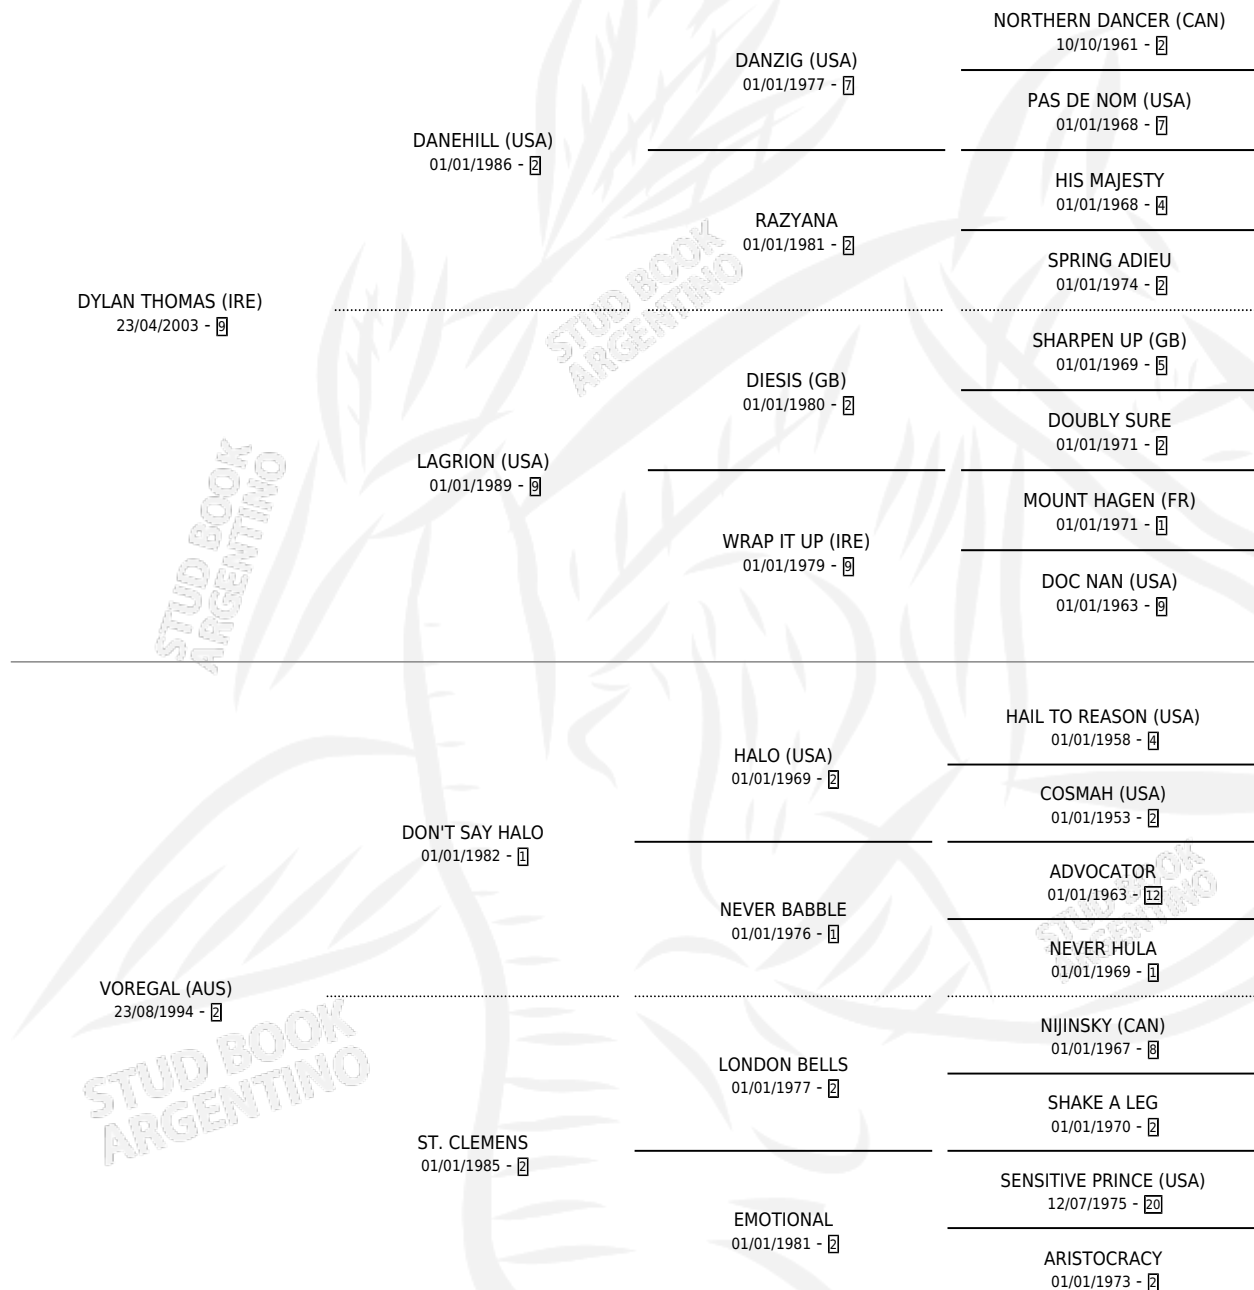 NORTHERN DANCER (CAN)
10/10/1961 - 2
DANZIG (USA)
01/01/1977 - 7
PAS DE NOM (USA)
01/01/1968 - 7
DANEHILL (USA)
01/01/1986 - 2
HIS MAJESTY
01/01/1968 - 4
RAZYANA
01/01/1981 - 2
SPRING ADIEU
01/01/1974 - 2
DYLAN THOMAS (IRE)
23/04/2003 - 9
SHARPEN UP (GB)
01/01/1969 - 5
DIESIS (GB)
01/01/1980 - 2
DOUBLY SURE
01/01/1971 - 2
LAGRION (USA)
01/01/1989 - 9
MOUNT HAGEN (FR)
01/01/1971 - 1
WRAP IT UP (IRE)
01/01/1979 - 9
DOC NAN (USA)
01/01/1963 - 9
HAIL TO REASON (USA)
01/01/1958 - 4
HALO (USA)
01/01/1969 - 2
COSMAH (USA)
01/01/1953 - 2
DON'T SAY HALO
01/01/1982 - 1
ADVOCATOR
01/01/1963 - 12
NEVER BABBLE
01/01/1976 - 1
NEVER HULA
01/01/1969 - 1
VOREGAL (AUS)
23/08/1994 - 2
NIJINSKY (CAN)
01/01/1967 - 8
LONDON BELLS
01/01/1977 - 2
SHAKE A LEG
01/01/1970 - 2
ST. CLEMENS
01/01/1985 - 2
SENSITIVE PRINCE (USA)
12/07/1975 - 20
EMOTIONAL
01/01/1981 - 2
ARISTOCRACY
01/01/1973 - 2
STUD BOOK
ARGENTINO
STUD BOOK
ARGENTINO
STUD BOOK
ARGENTINO
STUD BOOK
ARGENTINO